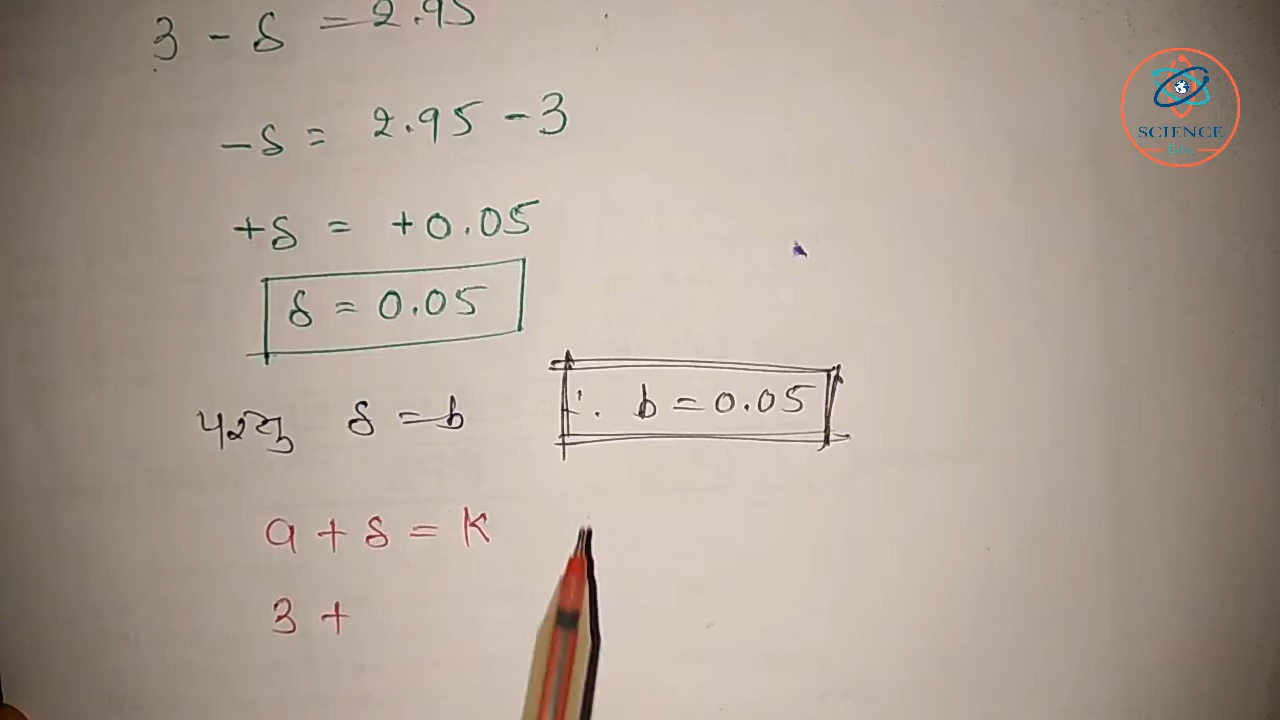 3 - δ = 2.95
-δ = 2.95 - 3
+δ = +0.05
δ = 0.05
परन्तु δ = b ∴ b = 0.05
a + δ = K
3 +
SCIENCE